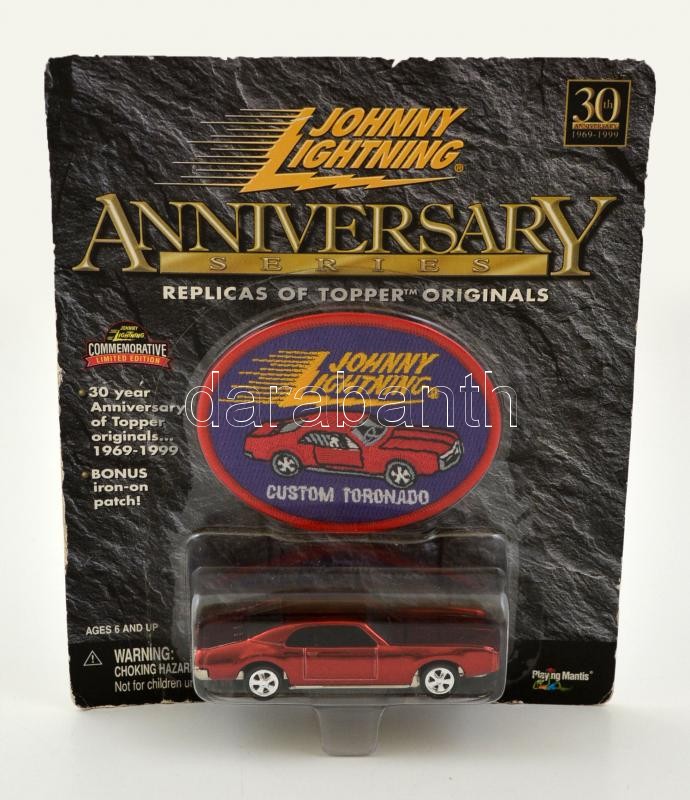 30th
ANNIVERSARY
1969-1999
JOHNNY
LIGHTNING®
ANNIVERSARY
SERIES
REPLICAS OF TOPPER™ ORIGINALS
JOHNNY
LIGHTNING
COMMEMORATIVE
LIMITED EDITION
• 30 year
Anniversary
of Topper
originals...
1969-1999
• BONUS
iron-on
patch!
JOHNNY
LIGHTNING®
CUSTOM TORONADO
darabanth
AGES 6 AND UP
WARNING:
CHOKING HAZAR
Not for children un
Playing Mantis®